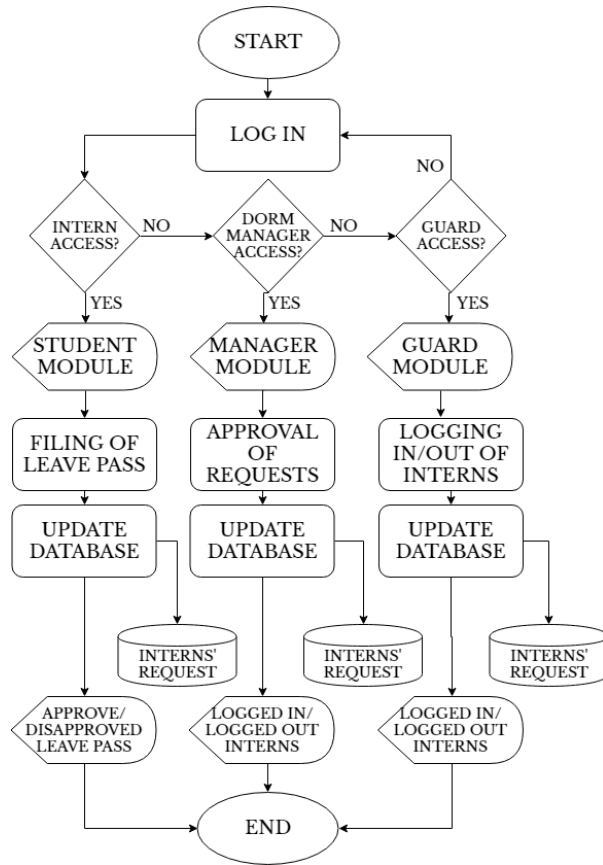 START
LOG IN
NO
INTERN
ACCESS?
NO
DORM
MANAGER
ACCESS?
NO
GUARD
ACCESS?
YES
YES
YES
STUDENT
MODULE
MANAGER
MODULE
GUARD
MODULE
FILING OF
LEAVE PASS
APPROVAL
OF
REQUESTS
LOGGING
IN/OUT OF
INTERNS
UPDATE
DATABASE
UPDATE
DATABASE
UPDATE
DATABASE
INTERNS'
REQUEST
INTERNS'
REQUEST
INTERNS'
REQUEST
APPROVE/
DISAPPROVED
LEAVE PASS
LOGGED IN/
LOGGED OUT
INTERNS
LOGGED IN/
LOGGED OUT
INTERNS
END